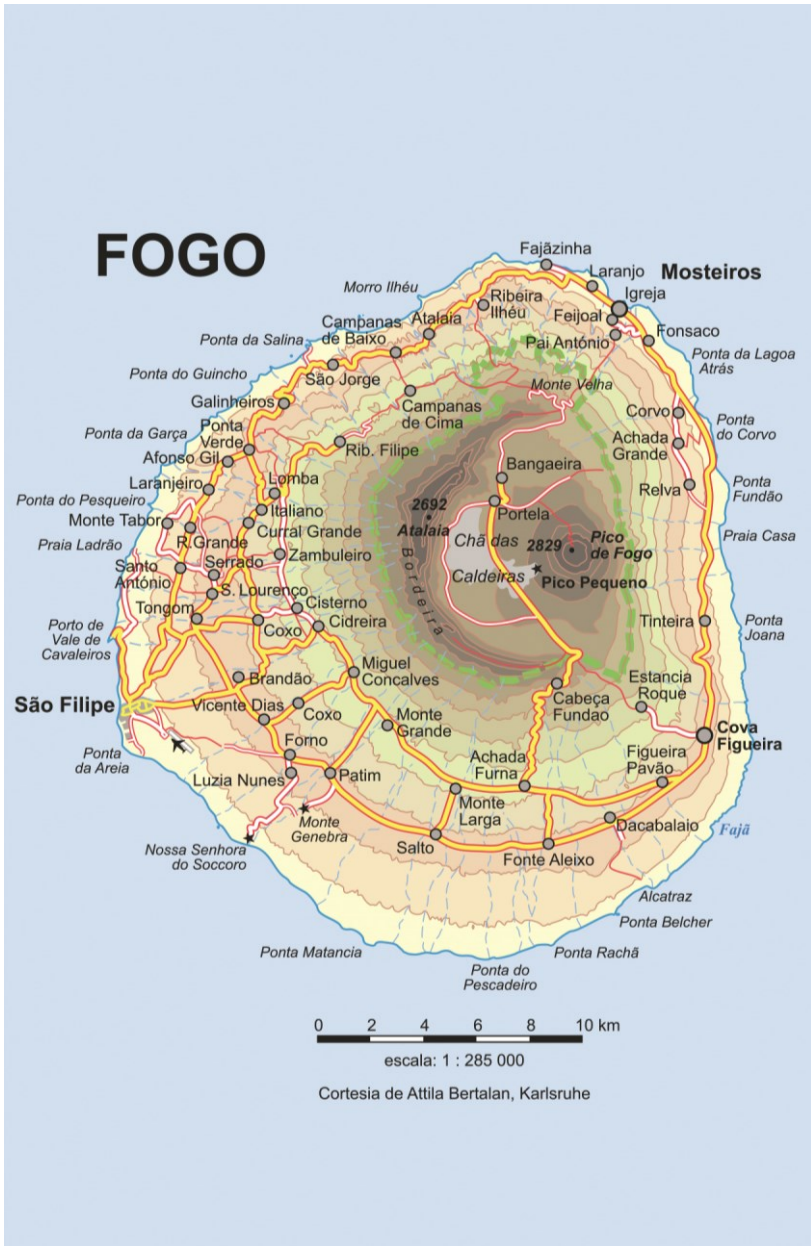 FOGO
Fajãzinha
Laranjo
Mosteiros
Igreja
Morro Ilhéu
Ribeira
Ilhéu
Feijoal
Atalaia
Campanas
de Baixo
Pai António
Fonsaco
Ponta da Salina
Ponta da Lagoa
Atrás
São Jorge
Ponta do Guincho
Monte Velha
Galinheiros
Campanas
de Cima
Corvo
Ponta
do Corvo
Ponta
Verde
Ponta da Garça
Rib. Filipe
Achada
Grande
Afonso Gil
Bangaeira
Lomba
Laranjeiro
Relva
Ponta
Fundão
Ponta do Pesqueiro
2692
Atalaia
Portela
Italiano
Monte Tabor
R.Grande
Curral Grande
Chã das
Caldeiras
2829
Pico
de Fogo
Praia Casa
Praia Ladrão
Bordeira
Zambuleiro
Santo
António
Serrado
Pico Pequeno
S. Lourenço
Tongom
Cisterno
Cidreira
Coxo
Tinteira
Ponta
Joana
Porto de
Vale de
Cavaleiros
Miguel
Concalves
Brandão
Estancia
Roque
Cabeça
Fundao
São Filipe
Vicente Dias
Coxo
Monte
Grande
Cova
Figueira
Forno
Ponta
da Areia
Achada
Furna
Figueira
Pavão
Luzia Nunes
Patim
Monte
Larga
Monte
Genebra
Dacabalaio
Fajã
Nossa Senhora
do Soccoro
Salto
Fonte Aleixo
Alcatraz
Ponta Belcher
Ponta Matancia
Ponta Rachã
Ponta do
Pescadeiro
0 2 4 6 8 10 km
escala: 1 : 285 000
Cortesia de Attila Bertalan, Karlsruhe